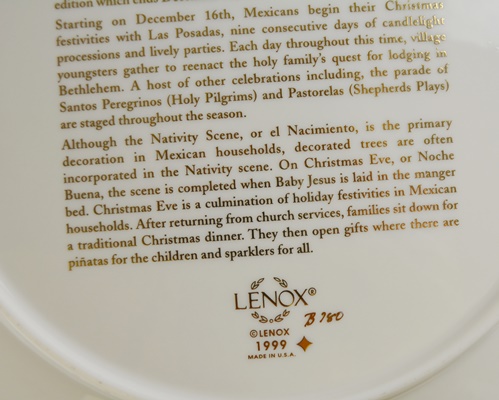 edition which ends
Starting on December 16th, Mexicans begin their Christmas
festivities with Las Posadas, nine consecutive days of candlelight
processions and lively parties. Each day throughout this time, village
youngsters gather to reenact the holy family's quest for lodging in
Bethlehem. A host of other celebrations including, the parade of
Santos Peregrinos (Holy Pilgrims) and Pastorelas (Shepherds Plays)
are staged throughout the season.
Although the Nativity Scene, or el Nacimiento, is the primary
decoration in Mexican households, decorated trees are often
incorporated in the Nativity scene. On Christmas Eve, or Noche
Buena, the scene is completed when Baby Jesus is laid in the manger
bed. Christmas Eve is a culmination of holiday festivities in Mexican
households. After returning from church services, families sit down for
a traditional Christmas dinner. They then open gifts where there are
piñatas for the children and sparklers for all.
LENOX®
B780
©LENOX
1999
MADE IN U.S.A.